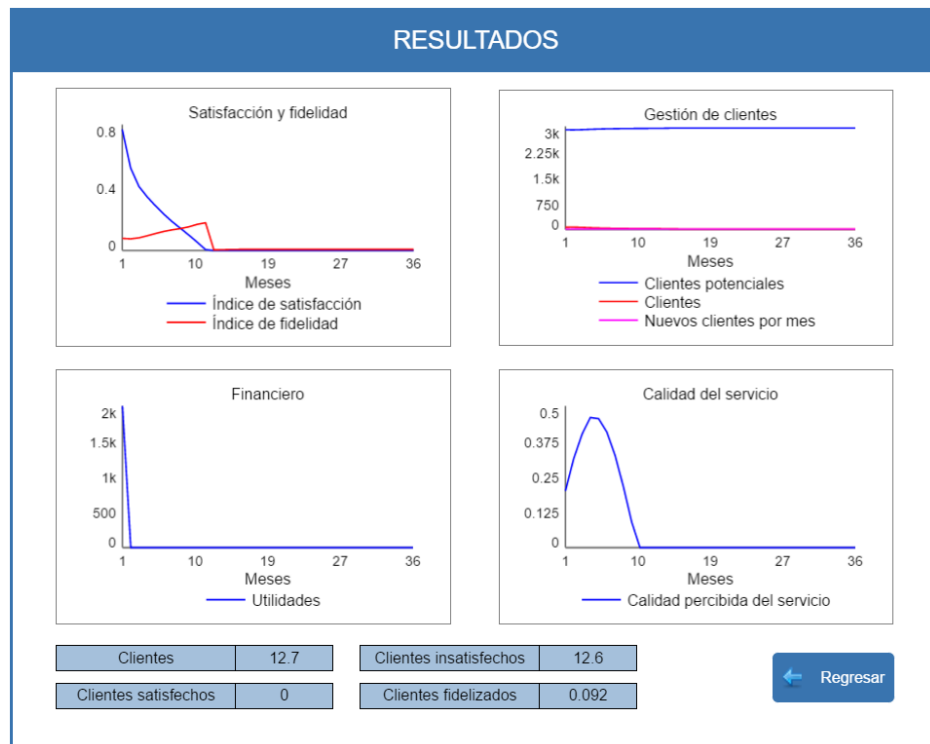 RESULTADOS
Satisfacción y fidelidad
0.8
0.4
0
1 10 19 27 36
Meses
Índice de satisfacción
Índice de fidelidad
Gestión de clientes
3k
2.25k
1.5k
750
0
1 10 19 27 36
Meses
Clientes potenciales
Clientes
Nuevos clientes por mes
Financiero
2k
1.5k
1k
500
0
1 10 19 27 36
Meses
Utilidades
Calidad del servicio
0.5
0.375
0.25
0.125
0
1 10 19 27 36
Meses
Calidad percibida del servicio
Clientes 12.7 Clientes insatisfechos 12.6
Clientes satisfechos 0 Clientes fidelizados 0.092
Regresar